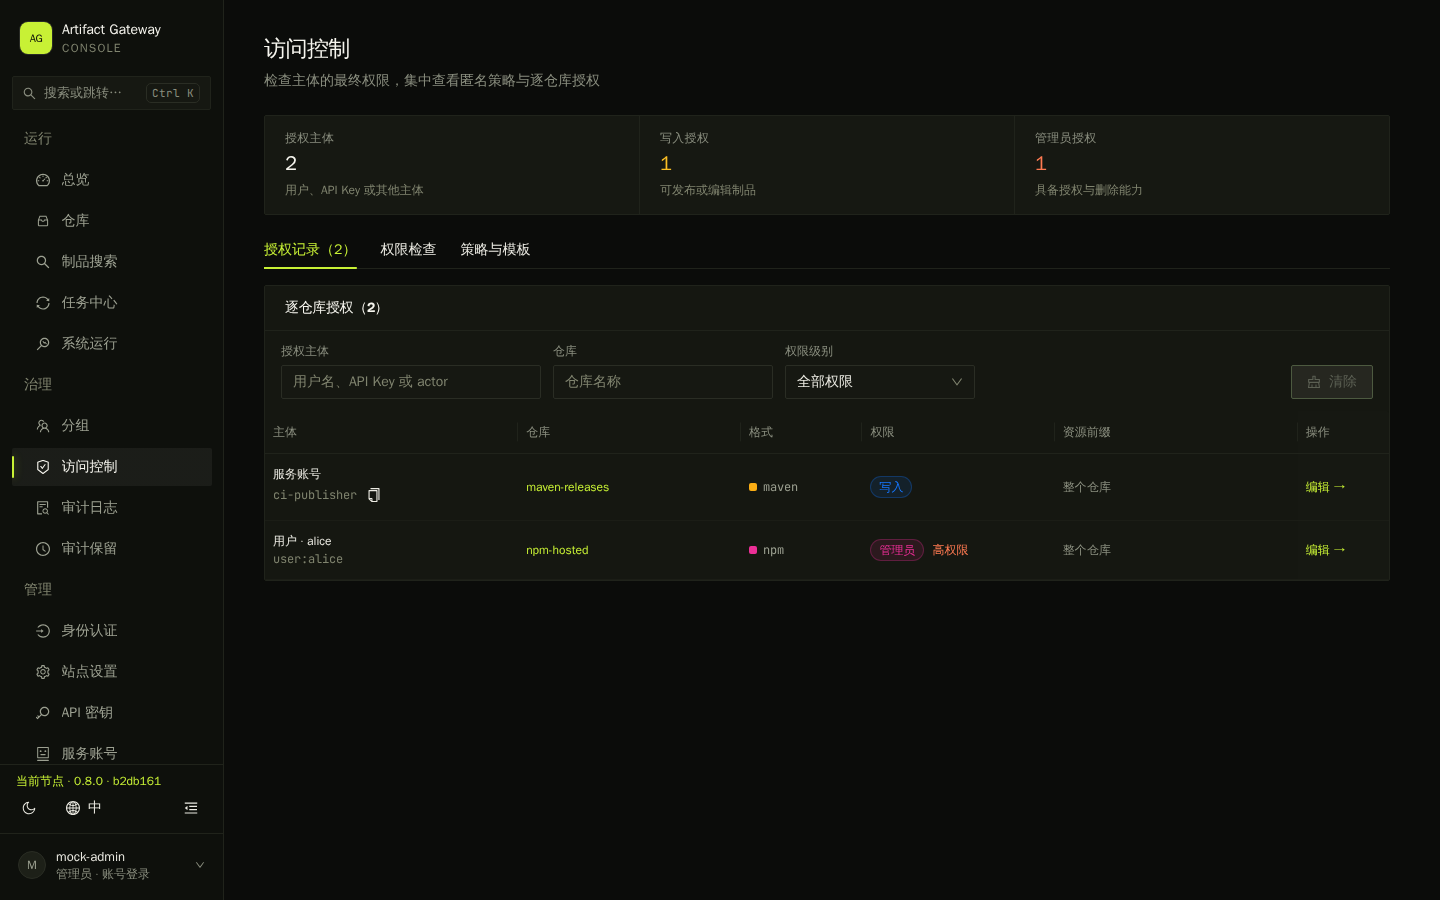 AG
Artifact Gateway
CONSOLE
搜索或跳转…
Ctrl K
运行
总览
仓库
制品搜索
任务中心
系统运行
治理
分组
访问控制
审计日志
审计保留
管理
身份认证
站点设置
API 密钥
服务账号
当前节点 · 0.8.0 · b2db161
中
M
mock-admin
管理员 · 账号登录
访问控制
检查主体的最终权限，集中查看匿名策略与逐仓库授权
授权主体
2
用户、API Key 或其他主体
写入授权
1
可发布或编辑制品
管理员授权
1
具备授权与删除能力
授权记录（2） 权限检查 策略与模板
逐仓库授权（2）
授权主体 仓库 权限级别
用户名、API Key 或 actor 仓库名称 全部权限 清除
主体 仓库 格式 权限 资源前缀 操作
服务账号
ci-publisher maven-releases maven 写入 整个仓库 编辑 →
用户 · alice
user:alice npm-hosted npm 管理员 高权限 整个仓库 编辑 →